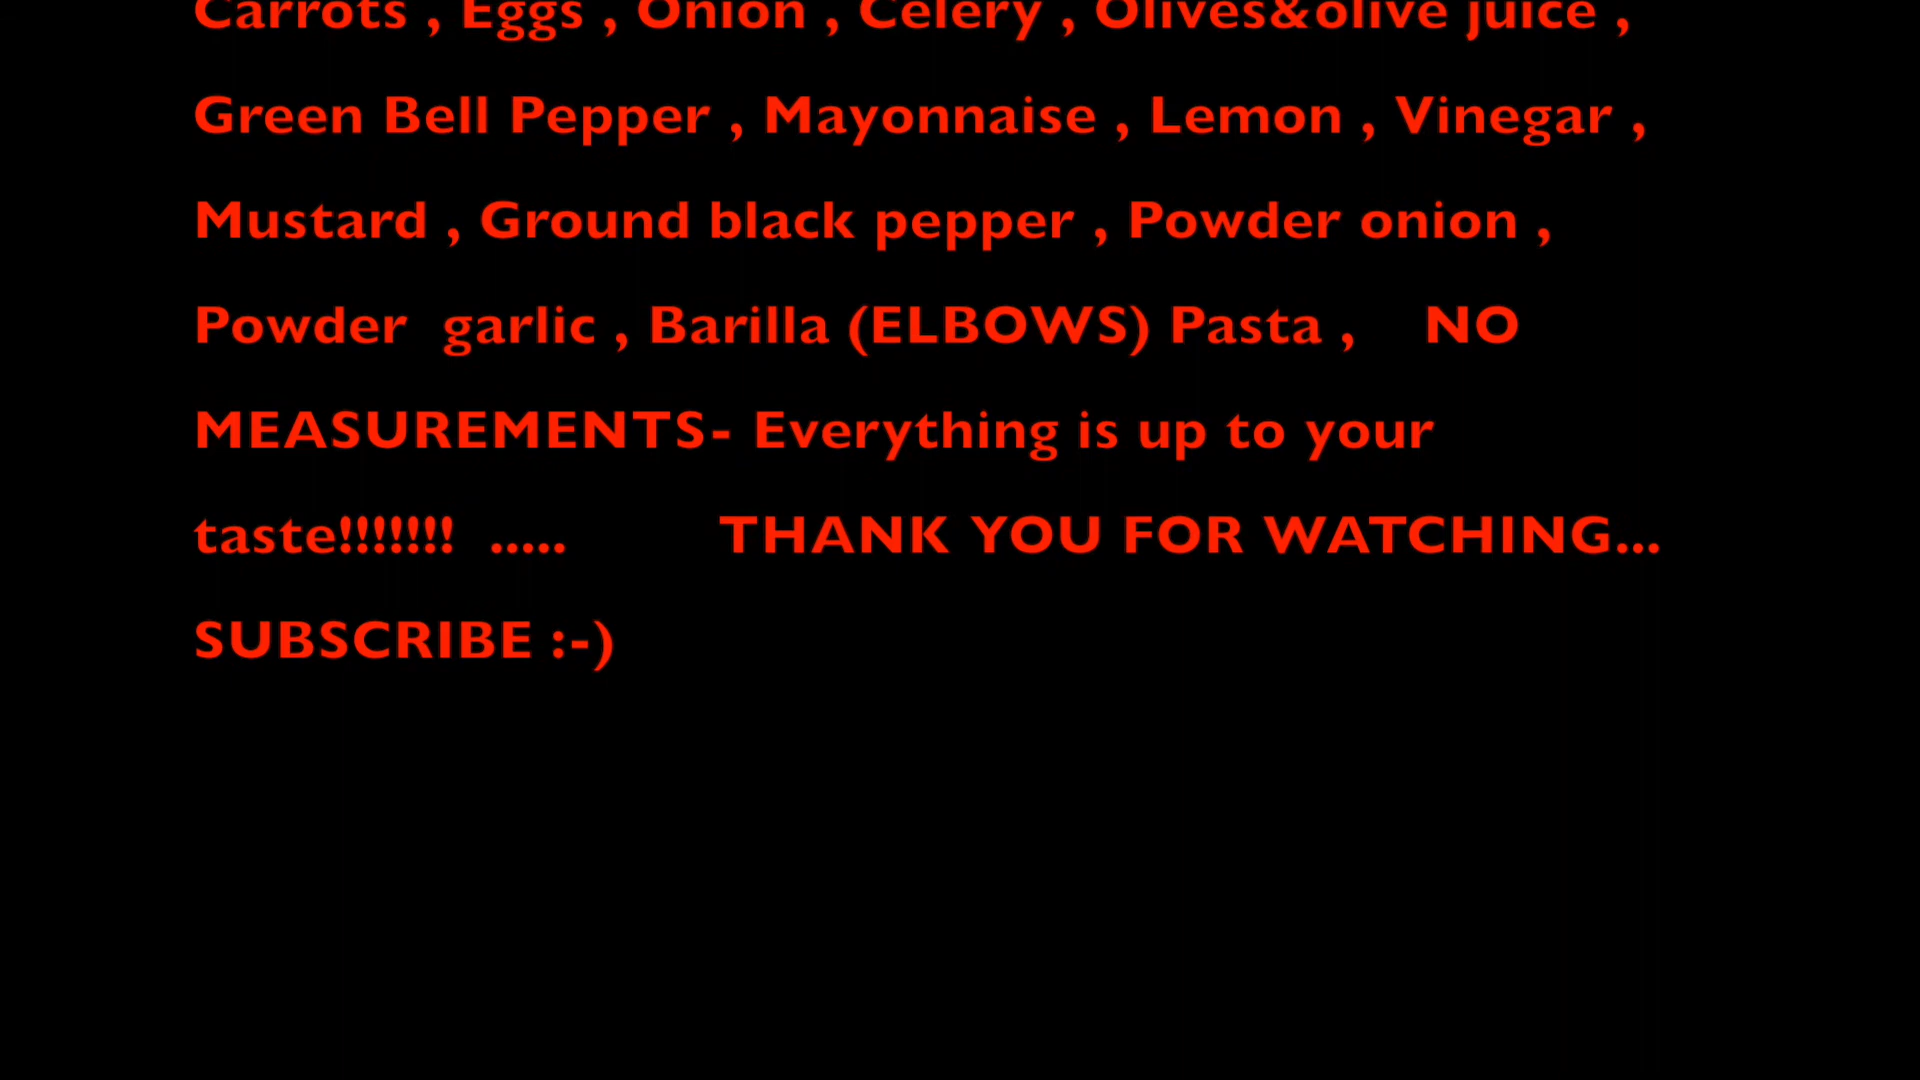 Carrots , Eggs , Onion , Celery , Olives&olive juice ,
Green Bell Pepper , Mayonnaise , Lemon , Vinegar ,
Mustard , Ground black pepper , Powder onion ,
Powder  garlic , Barilla (ELBOWS) Pasta ,    NO
MEASUREMENTS- Everything is up to your
taste!!!!!!!  .....        THANK YOU FOR WATCHING...
SUBSCRIBE :-)